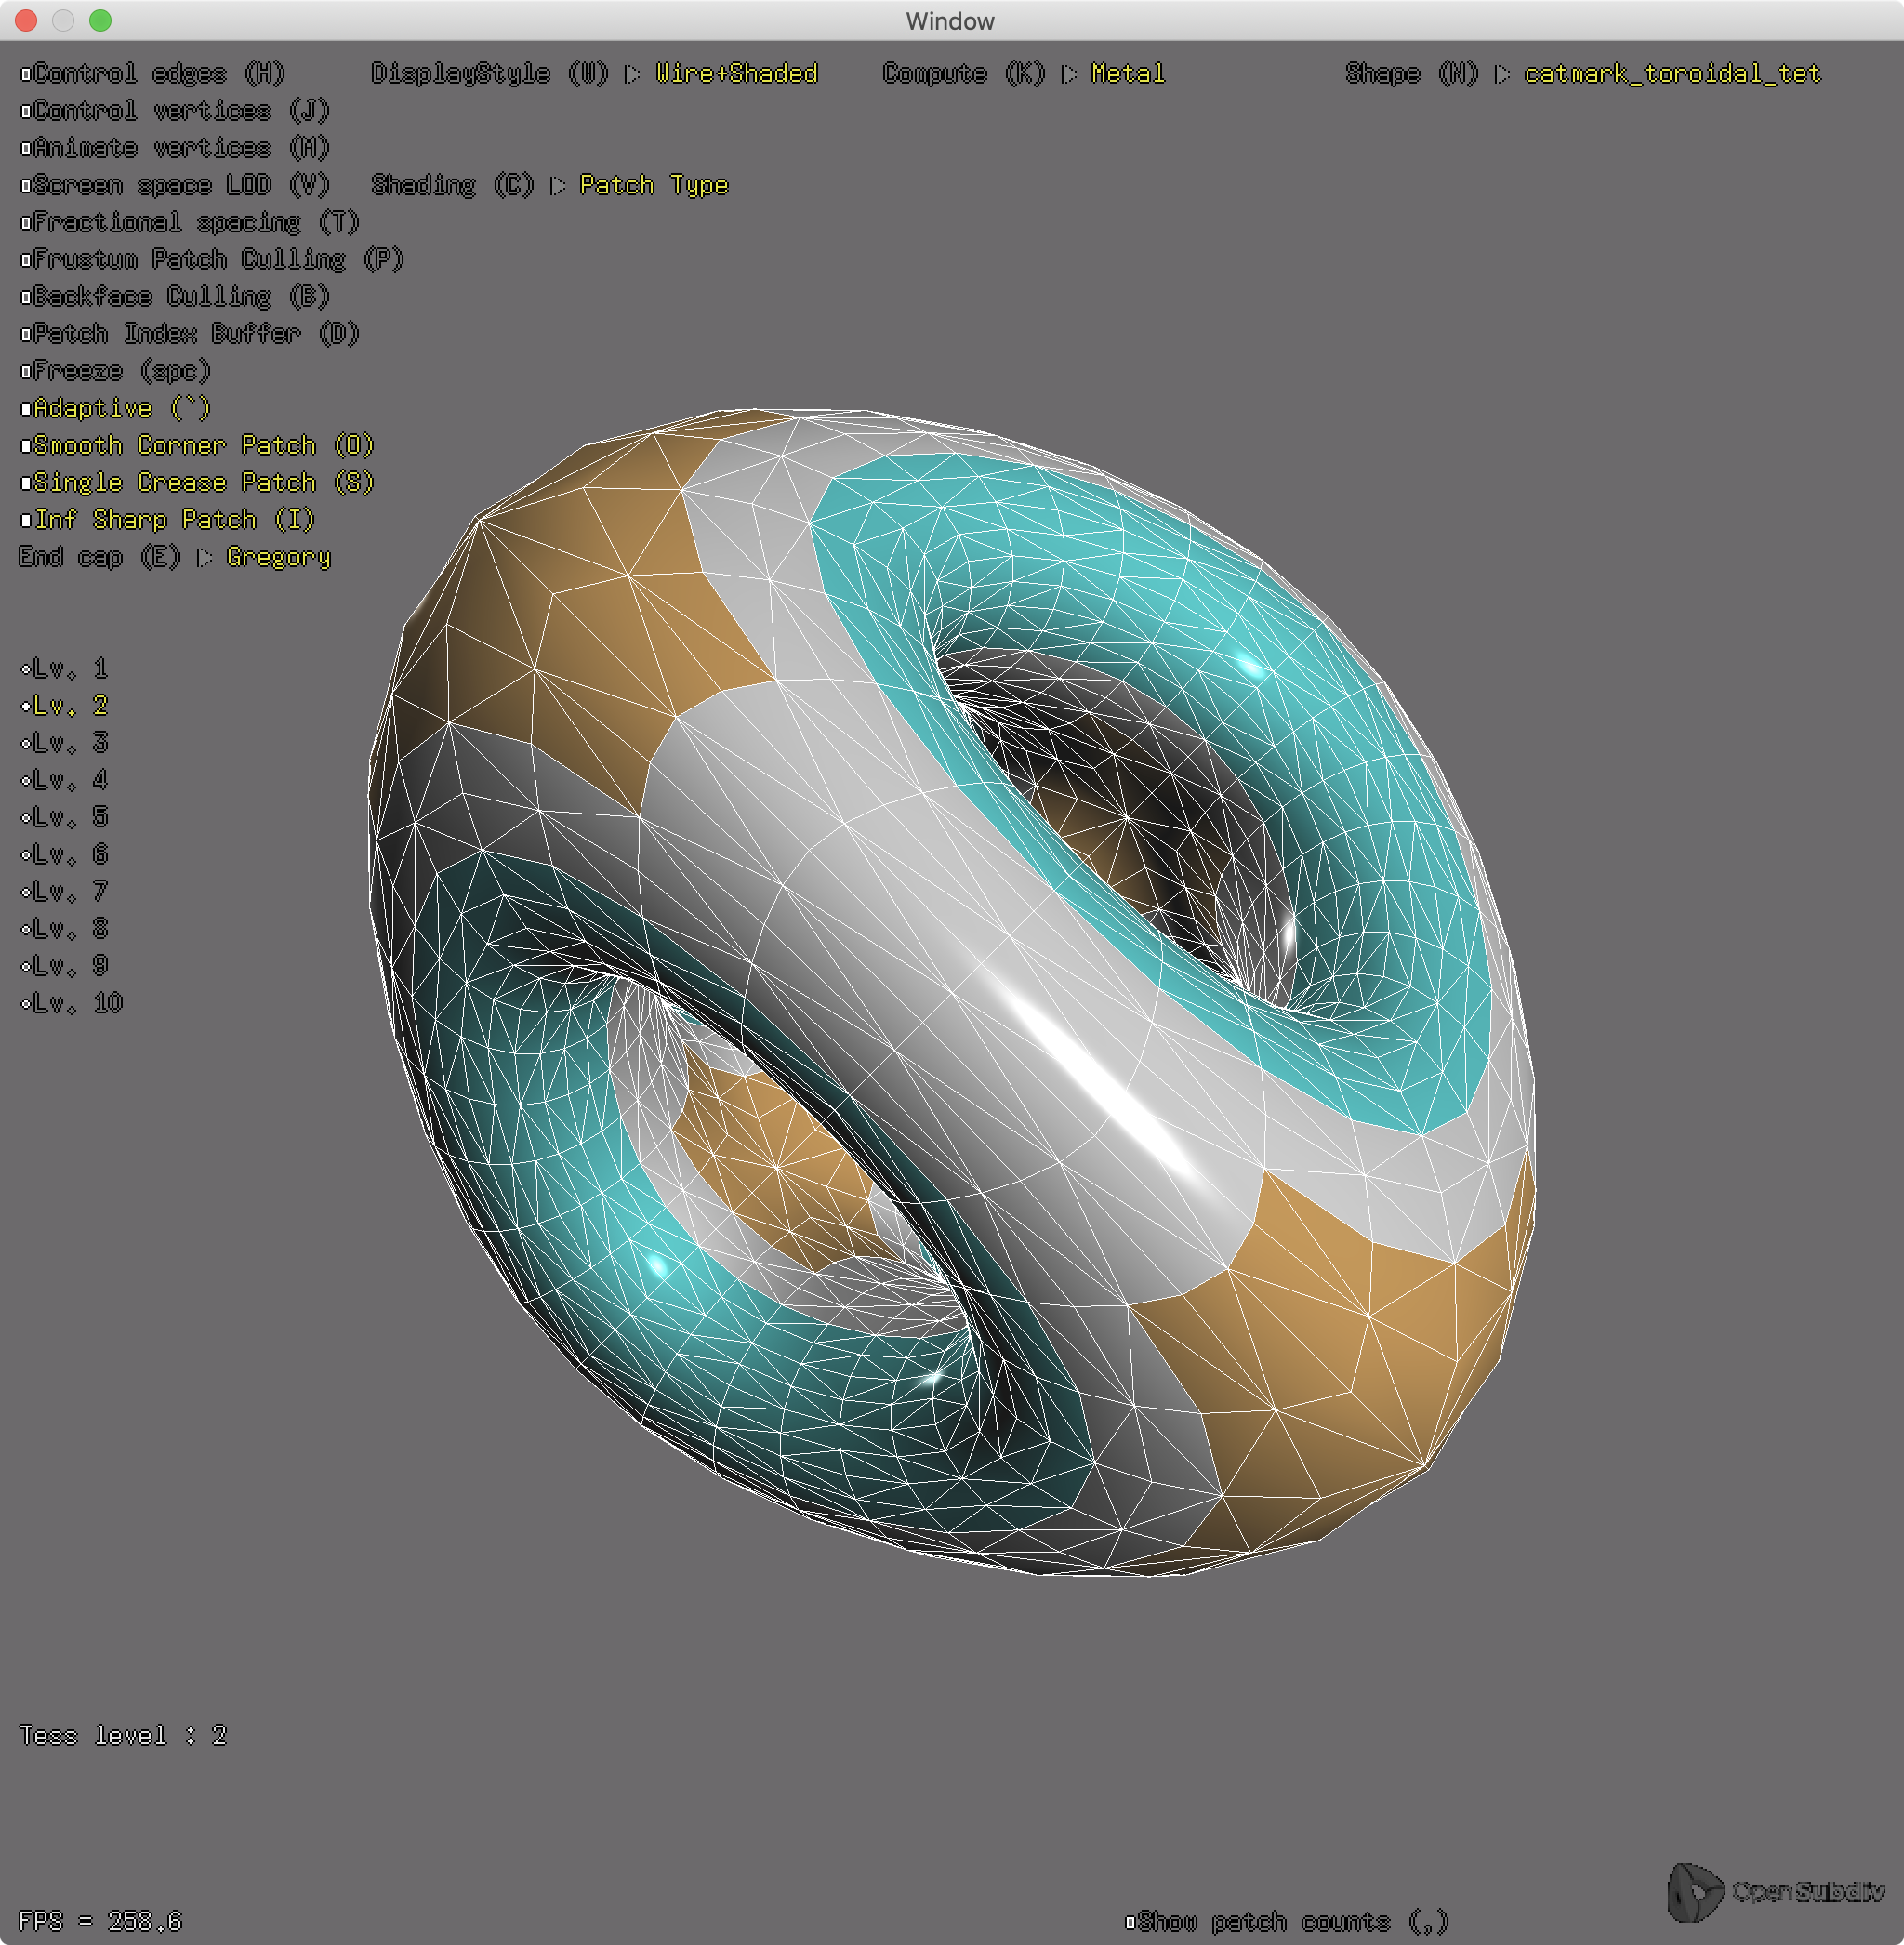 Window
Control edges (H) DisplayStyle (W) ▷ Wire+Shaded Compute (K) ▷ Metal Shape (N) ▷ catmark_toroidal_tet
Control vertices (J)
Animate vertices (M)
Screen space LOD (V) Shading (C) ▷ Patch Type
Fractional spacing (T)
Frustum Patch Culling (P)
Backface Culling (B)
Patch Index Buffer (D)
Freeze (spc)
Adaptive (`)
Smooth Corner Patch (O)
Single Crease Patch (S)
Inf Sharp Patch (I)
End cap (E) ▷ Gregory
Lv. 1
Lv. 2
Lv. 3
Lv. 4
Lv. 5
Lv. 6
Lv. 7
Lv. 8
Lv. 9
Lv. 10
Tess level : 2
OpenSubdiv
FPS = 258.6 Show patch counts (,)